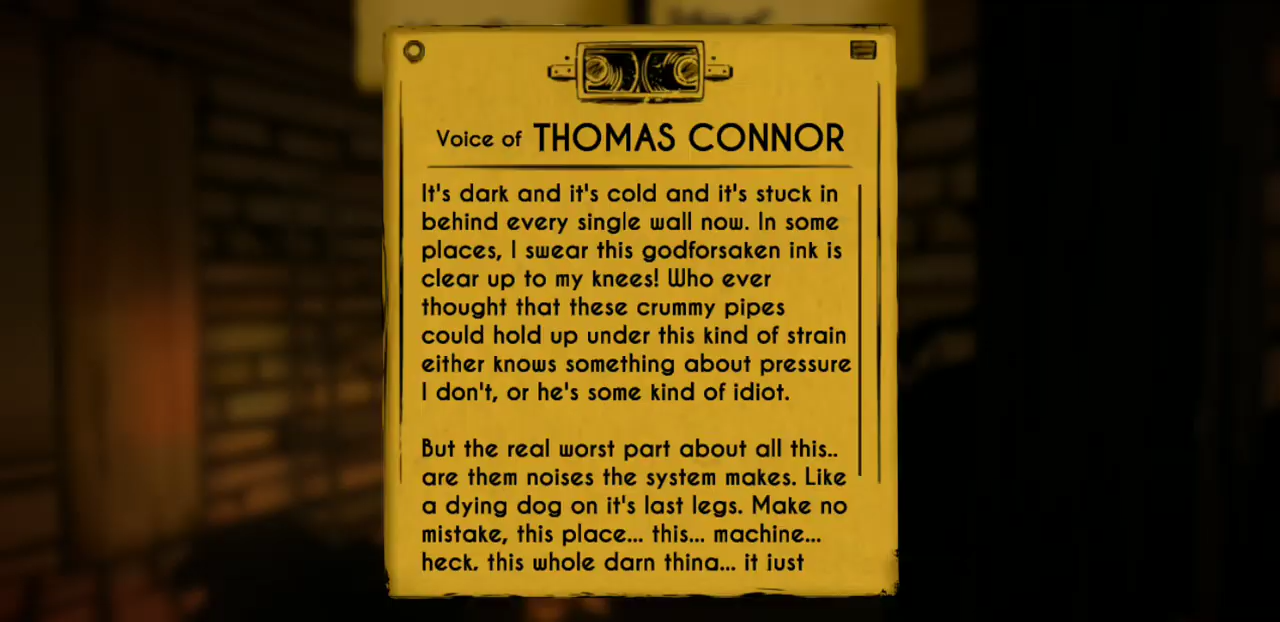 Voice of THOMAS CONNOR
It's dark and it's cold and it's stuck in
behind every single wall now. In some
places, I swear this godforsaken ink is
clear up to my knees! Who ever
thought that these crummy pipes
could hold up under this kind of strain
either knows something about pressure
I don't, or he's some kind of idiot.
But the real worst part about all this..
are them noises the system makes. Like
a dying dog on it's last legs. Make no
mistake, this place... this... machine...
heck, this whole darn thing... it just